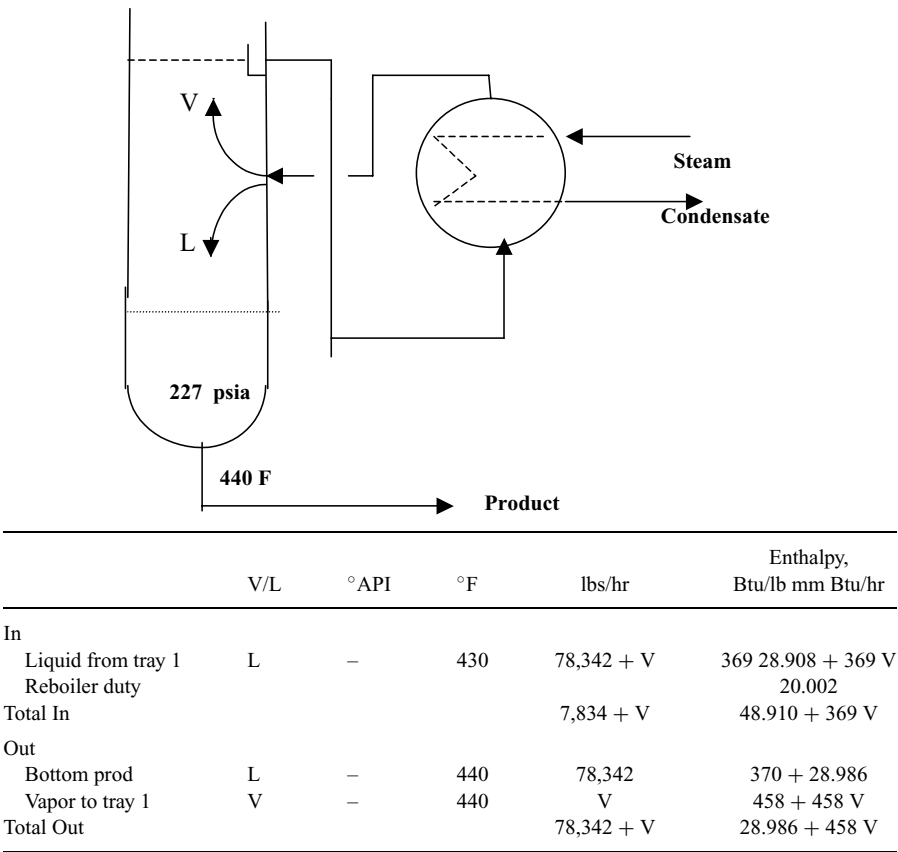 V
Steam
Condensate
L
227 psia
440 F
Product
Enthalpy,
V/L °API °F lbs/hr Btu/lb mm Btu/hr
In
Liquid from tray 1 L – 430 78,342 + V 369 28.908 + 369 V
Reboiler duty 20.002
Total In 7,834 + V 48.910 + 369 V
Out
Bottom prod L – 440 78,342 370 + 28.986
Vapor to tray 1 V – 440 V 458 + 458 V
Total Out 78,342 + V 28.986 + 458 V